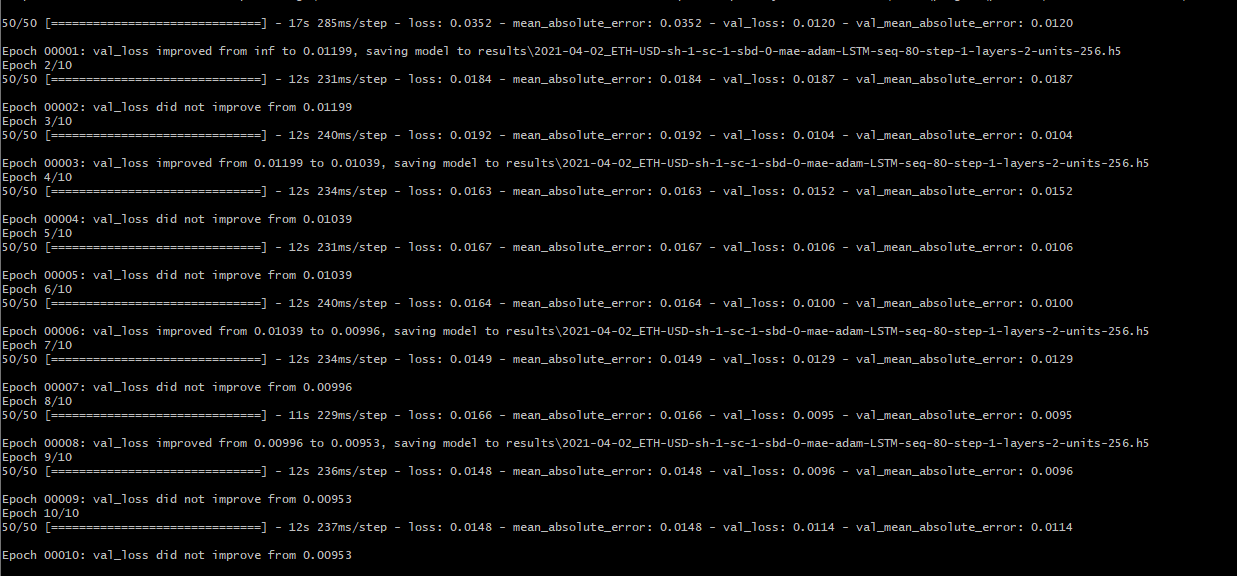 50/50 [==============================] - 17s 285ms/step - loss: 0.0352 - mean_absolute_error: 0.0352 - val_loss: 0.0120 - val_mean_absolute_error: 0.0120
Epoch 00001: val_loss improved from inf to 0.01199, saving model to results\2021-04-02_ETH-USD-sh-1-sc-1-sbd-0-mae-adam-LSTM-seq-80-step-1-layers-2-units-256.h5
Epoch 2/10
50/50 [==============================] - 12s 231ms/step - loss: 0.0184 - mean_absolute_error: 0.0184 - val_loss: 0.0187 - val_mean_absolute_error: 0.0187
Epoch 00002: val_loss did not improve from 0.01199
Epoch 3/10
50/50 [==============================] - 12s 240ms/step - loss: 0.0192 - mean_absolute_error: 0.0192 - val_loss: 0.0104 - val_mean_absolute_error: 0.0104
Epoch 00003: val_loss improved from 0.01199 to 0.01039, saving model to results\2021-04-02_ETH-USD-sh-1-sc-1-sbd-0-mae-adam-LSTM-seq-80-step-1-layers-2-units-256.h5
Epoch 4/10
50/50 [==============================] - 12s 234ms/step - loss: 0.0163 - mean_absolute_error: 0.0163 - val_loss: 0.0152 - val_mean_absolute_error: 0.0152
Epoch 00004: val_loss did not improve from 0.01039
Epoch 5/10
50/50 [==============================] - 12s 231ms/step - loss: 0.0167 - mean_absolute_error: 0.0167 - val_loss: 0.0106 - val_mean_absolute_error: 0.0106
Epoch 00005: val_loss did not improve from 0.01039
Epoch 6/10
50/50 [==============================] - 12s 240ms/step - loss: 0.0164 - mean_absolute_error: 0.0164 - val_loss: 0.0100 - val_mean_absolute_error: 0.0100
Epoch 00006: val_loss improved from 0.01039 to 0.00996, saving model to results\2021-04-02_ETH-USD-sh-1-sc-1-sbd-0-mae-adam-LSTM-seq-80-step-1-layers-2-units-256.h5
Epoch 7/10
50/50 [==============================] - 12s 234ms/step - loss: 0.0149 - mean_absolute_error: 0.0149 - val_loss: 0.0129 - val_mean_absolute_error: 0.0129
Epoch 00007: val_loss did not improve from 0.00996
Epoch 8/10
50/50 [==============================] - 11s 229ms/step - loss: 0.0166 - mean_absolute_error: 0.0166 - val_loss: 0.0095 - val_mean_absolute_error: 0.0095
Epoch 00008: val_loss improved from 0.00996 to 0.00953, saving model to results\2021-04-02_ETH-USD-sh-1-sc-1-sbd-0-mae-adam-LSTM-seq-80-step-1-layers-2-units-256.h5
Epoch 9/10
50/50 [==============================] - 12s 236ms/step - loss: 0.0148 - mean_absolute_error: 0.0148 - val_loss: 0.0096 - val_mean_absolute_error: 0.0096
Epoch 00009: val_loss did not improve from 0.00953
Epoch 10/10
50/50 [==============================] - 12s 237ms/step - loss: 0.0148 - mean_absolute_error: 0.0148 - val_loss: 0.0114 - val_mean_absolute_error: 0.0114
Epoch 00010: val_loss did not improve from 0.00953